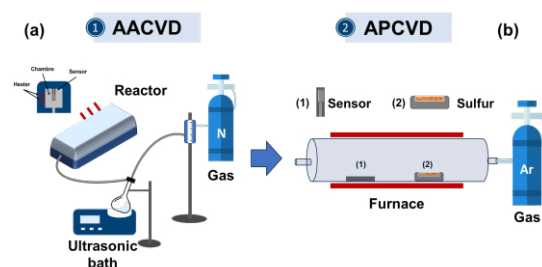 (a)
1 AACVD
Chambre
Sensor
Heater
Reactor
N
Gas
Ultrasonic
bath
2 APCVD
(b)
(1) Sensor
(2) Sulfur
(1)
(2)
Ar
Furnace
Gas